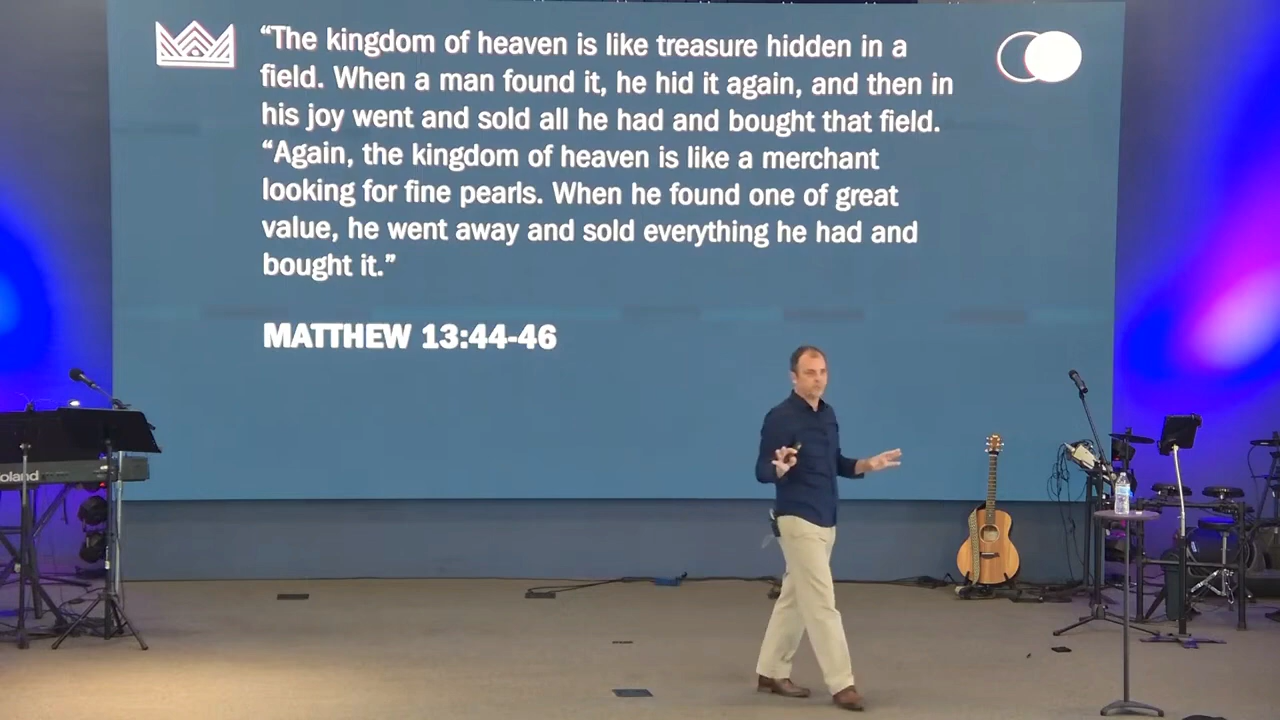 “The kingdom of heaven is like treasure hidden in a
field. When a man found it, he hid it again, and then in
his joy went and sold all he had and bought that field.
“Again, the kingdom of heaven is like a merchant
looking for fine pearls. When he found one of great
value, he went away and sold everything he had and
bought it.”
MATTHEW 13:44-46
oland